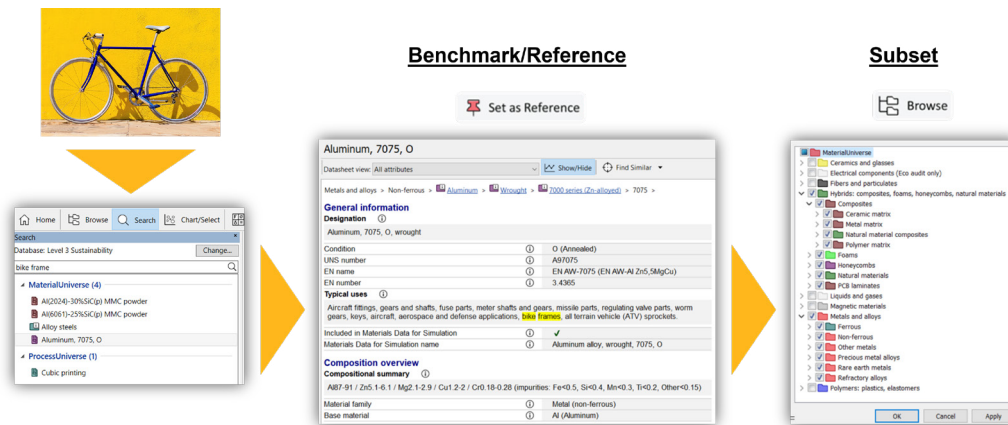 Benchmark/Reference
Subset
Set as Reference
Browse
Home
Browse
Search
Chart/Select
Search
Database: Level 3 Sustainability
Change...
bike frame
MaterialUniverse (4)
Al(2024)-30%SiC(p) MMC powder
Al(6061)-25%SiC(p) MMC powder
Alloy steels
Aluminum, 7075, O
ProcessUniverse (1)
Cubic printing
Aluminum, 7075, O
Datasheet view: All attributes
Show/Hide
Find Similar
Metals and alloys > Non-ferrous > Aluminum > Wrought > 7000 series (Zn-alloyed) > 7075 >
General information
Designation
Aluminum, 7075, O, wrought
Condition O (Annealed)
UNS number A97075
EN name EN AW-7075 (EN AW-Al Zn5,5MgCu)
EN number 3.4365
Typical uses
Aircraft fittings, gears and shafts, fuse parts, meter shafts and gears, missile parts, regulating valve parts, worm
gears, keys, aircraft, aerospace and defense applications, bike frames, all terrain vehicle (ATV) sprockets.
Included in Materials Data for Simulation ✓
Materials Data for Simulation name Aluminum alloy, wrought, 7075, O
Composition overview
Compositional summary
Al87-91 / Zn5.1-6.1 / Mg2.1-2.9 / Cu1.2-2 / Cr0.18-0.28 (impurities: Fe<0.5, Si<0.4, Mn<0.3, Ti<0.2, Other<0.15)
Material family Metal (non-ferrous)
Base material Al (Aluminum)
MaterialUniverse
Ceramics and glasses
Electrical components (Eco audit only)
Fibers and particulates
Hybrids: composites, foams, honeycombs, natural materials
Composites
Ceramic matrix
Metal matrix
Natural material composites
Polymer matrix
Foams
Honeycombs
Natural materials
PCB laminates
Liquids and gases
Magnetic materials
Metals and alloys
Ferrous
Non-ferrous
Other metals
Precious metal alloys
Rare earth metals
Refractory alloys
Polymers: plastics, elastomers
OK
Cancel
Apply